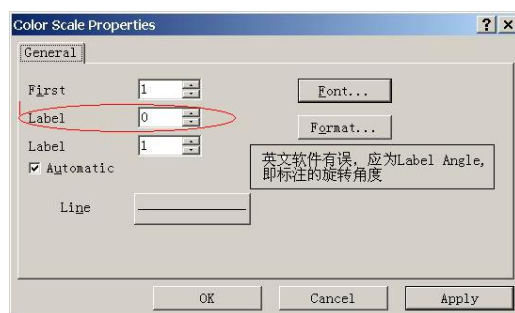 Color Scale Properties
General
First 1
Font...
Label 0
Format...
Label 1
Automatic
英文软件有误，应为Label Angle,
即标注的旋转角度
Line
OK Cancel Apply